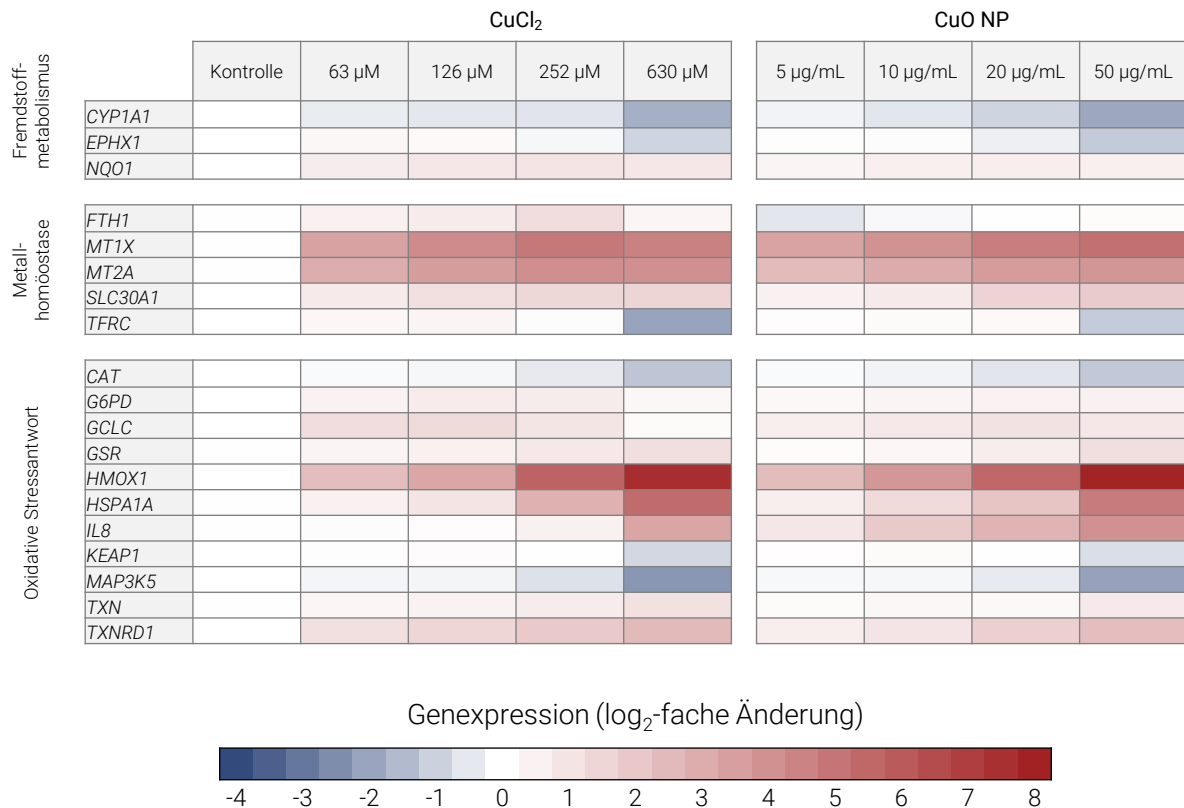 CuCl₂ CuO NP
Kontrolle 63 µM 126 µM 252 µM 630 µM 5 µg/mL 10 µg/mL 20 µg/mL 50 µg/mL
Fremdstoff-
metabolismus
CYP1A1
EPHX1
NQO1
Metall-
homöostase
FTH1
MT1X
MT2A
SLC30A1
TFRC
Oxidative Stressantwort
CAT
G6PD
GCLC
GSR
HMOX1
HSPA1A
IL8
KEAP1
MAP3K5
TXN
TXNRD1
Genexpression (log₂-fache Änderung)
-4 -3 -2 -1 0 1 2 3 4 5 6 7 8